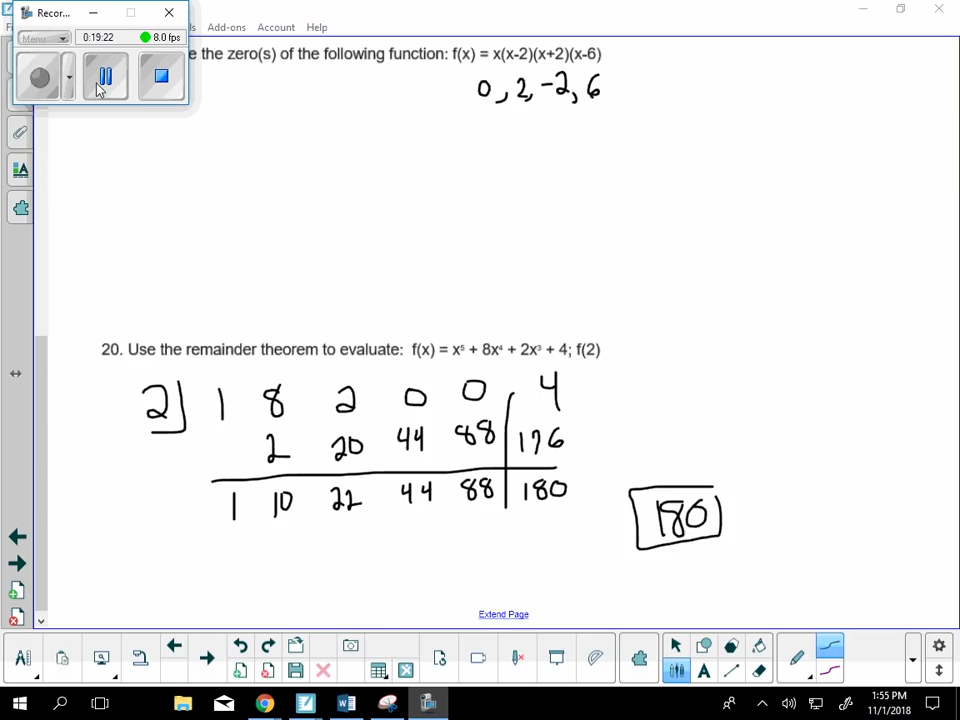 Recor...
Menu
0:19:22
8.0 fps
Add-ons
Account
Help
e the zero(s) of the following function: f(x) = x(x-2)(x+2)(x-6)
0, 2, -2, 6
20. Use the remainder theorem to evaluate: f(x) = x⁵ + 8x⁴ + 2x³ + 4; f(2)
2 1 8 2 0 0 4
2 20 44 88 176
1 10 22 44 88 180
180
Extend Page
1:55 PM
11/1/2018